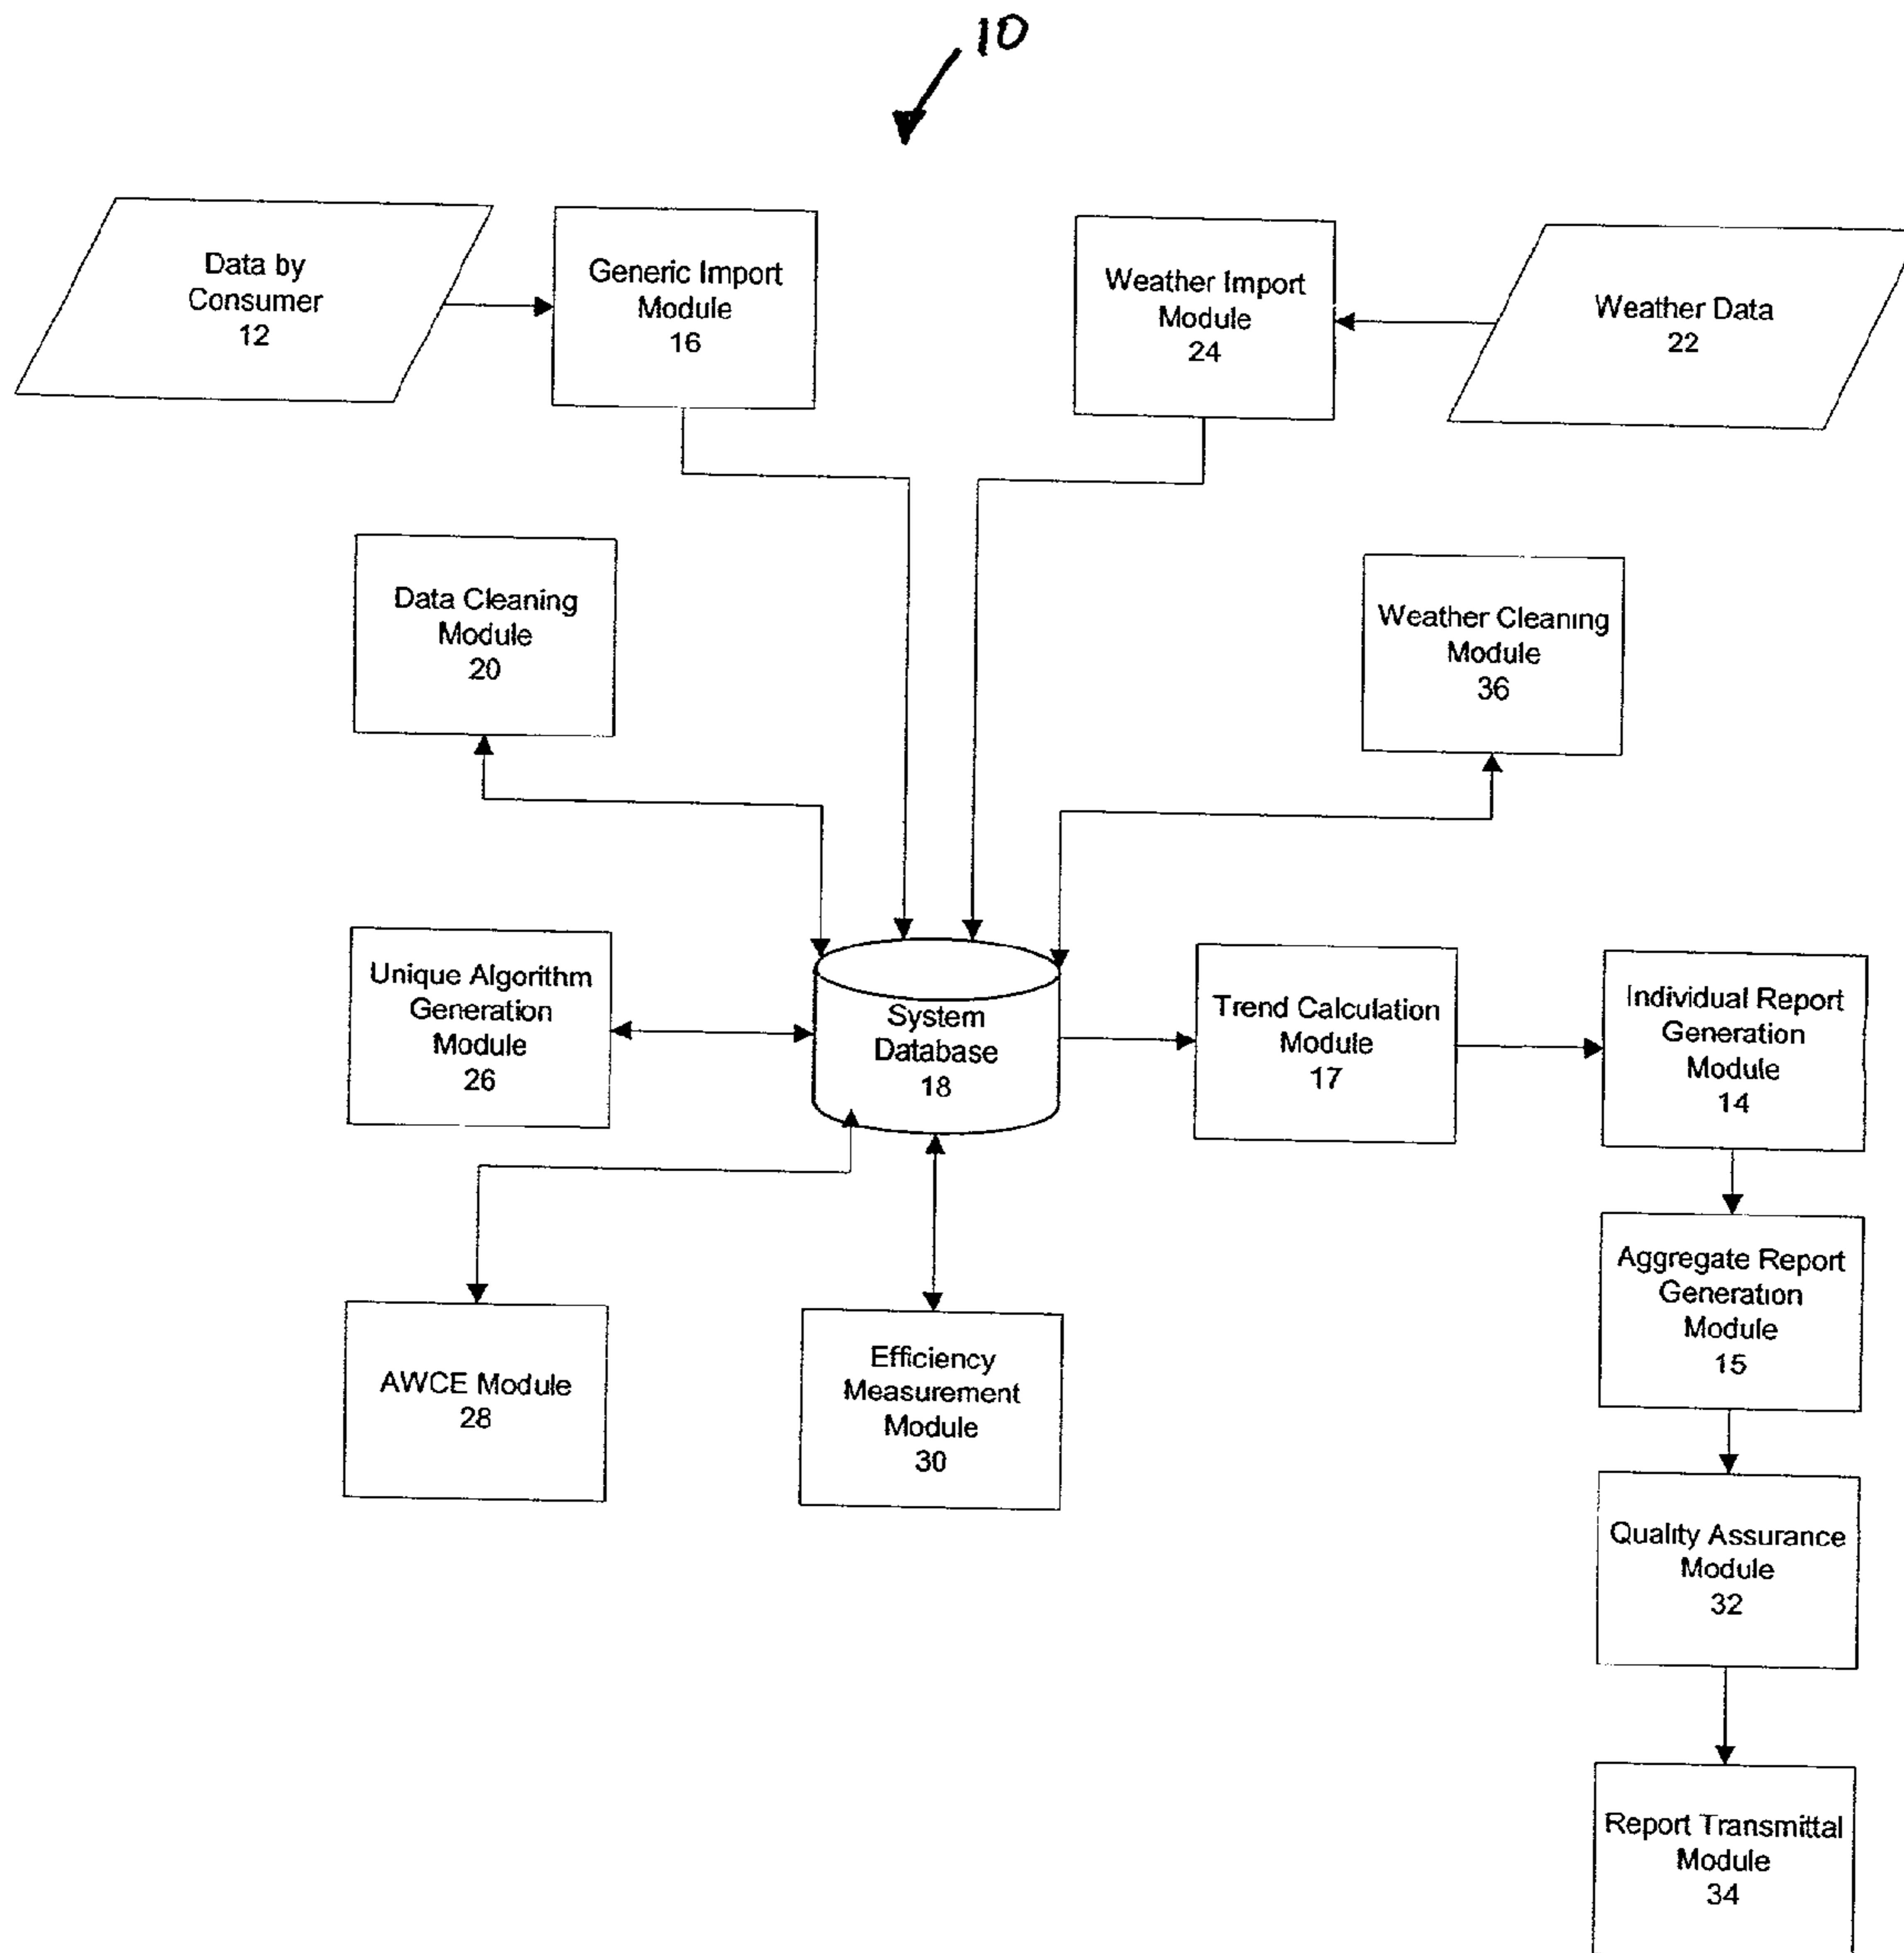 10
Data by
Consumer
12
Generic Import
Module
16
Weather Import
Module
24
Weather Data
22
Data Cleaning
Module
20
Weather Cleaning
Module
36
Unique Algorithm
Generation
Module
26
System
Database
18
Trend Calculation
Module
17
Individual Report
Generation
Module
14
Aggregate Report
Generation
Module
15
AWCE Module
28
Efficiency
Measurement
Module
30
Quality Assurance
Module
32
Report Transmittal
Module
34